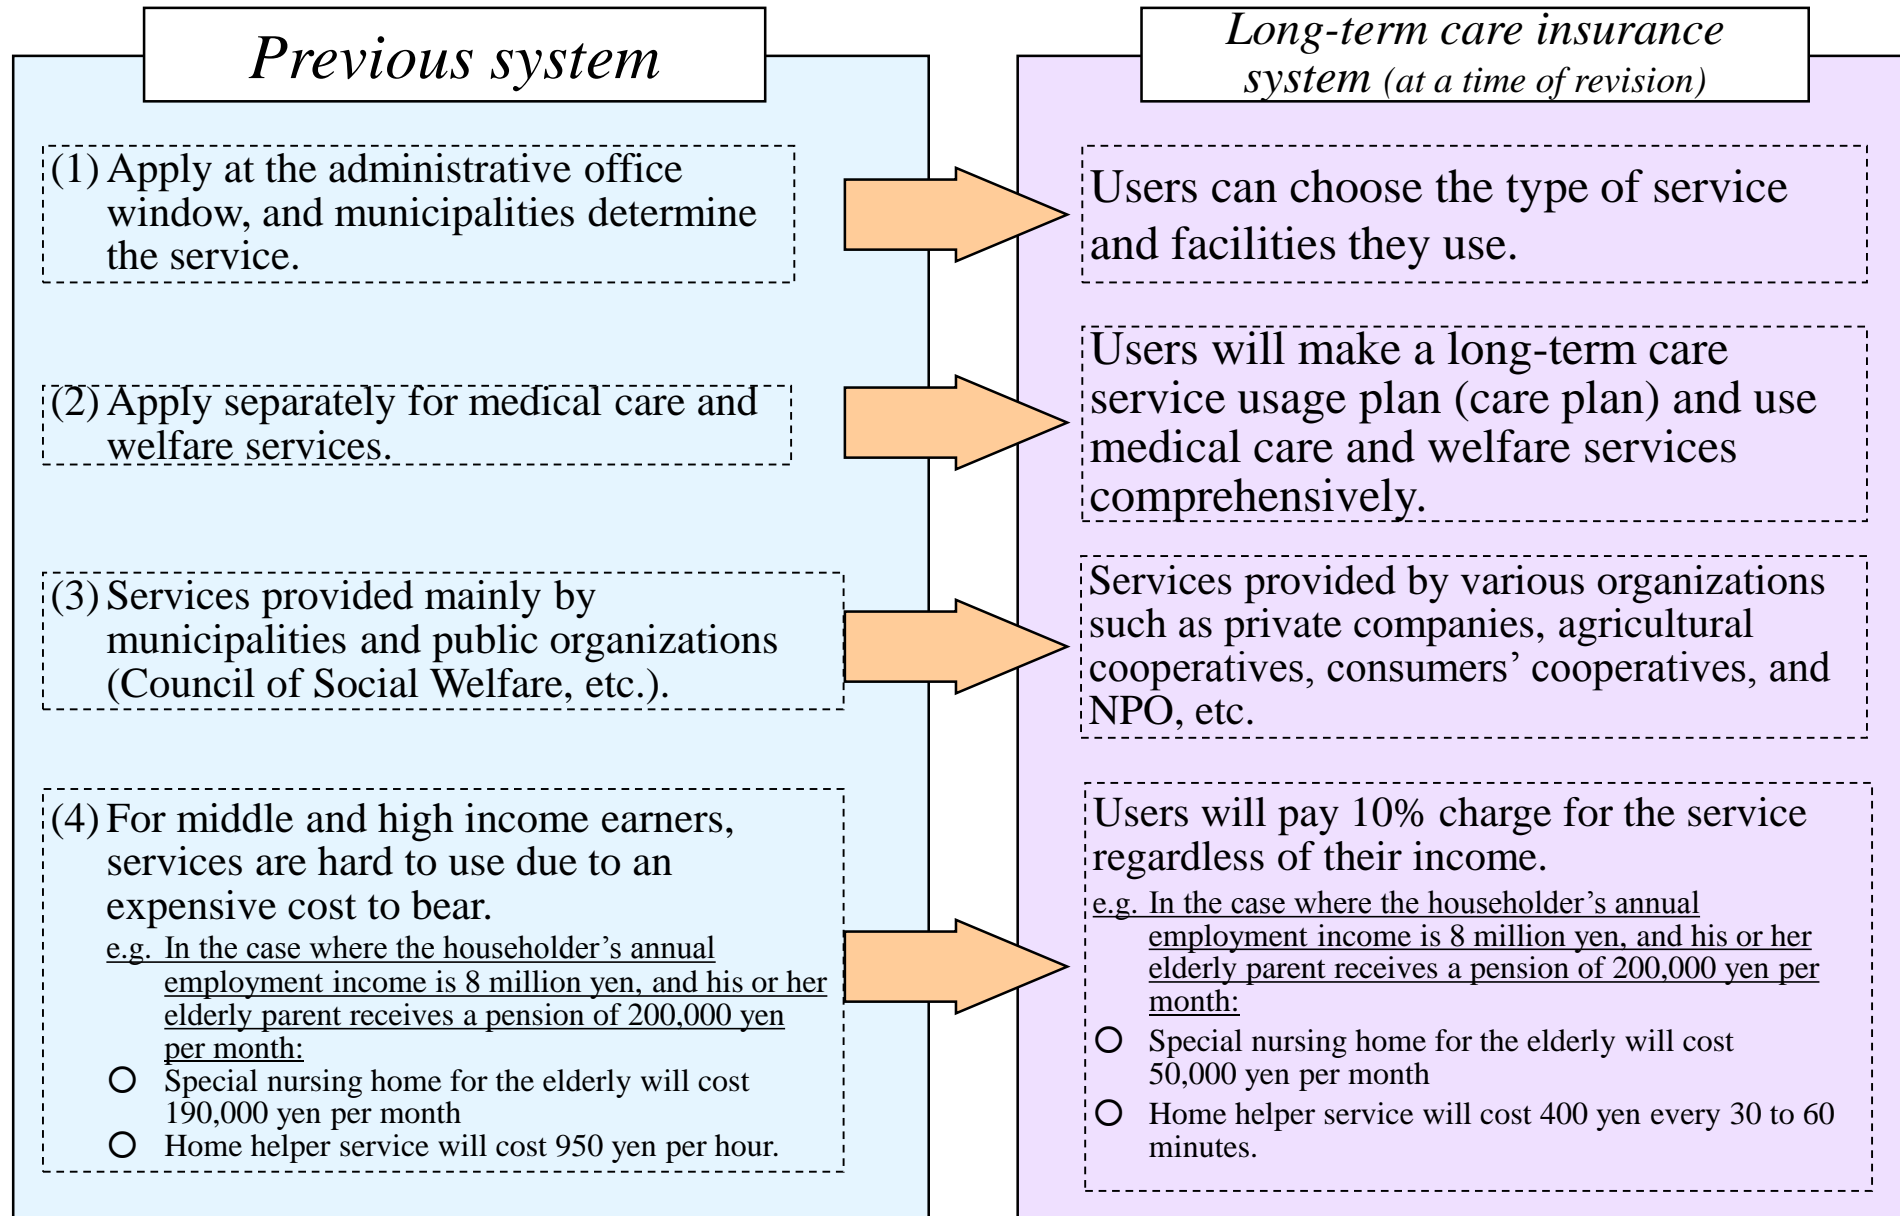 Previous system
(1) Apply at the administrative office
window, and municipalities determine
the service.
(2) Apply separately for medical care and
welfare services.
(3) Services provided mainly by
municipalities and public organizations
(Council of Social Welfare, etc.).
(4) For middle and high income earners,
services are hard to use due to an
expensive cost to bear.
e.g. In the case where the householder’s annual
employment income is 8 million yen, and his or her
elderly parent receives a pension of 200,000 yen
per month:
○ Special nursing home for the elderly will cost
190,000 yen per month
○ Home helper service will cost 950 yen per hour.
Long-term care insurance
system (at a time of revision)
Users can choose the type of service
and facilities they use.
Users will make a long-term care
service usage plan (care plan) and use
medical care and welfare services
comprehensively.
Services provided by various organizations
such as private companies, agricultural
cooperatives, consumers’ cooperatives, and
NPO, etc.
Users will pay 10% charge for the service
regardless of their income.
e.g. In the case where the householder’s annual
employment income is 8 million yen, and his or her
elderly parent receives a pension of 200,000 yen per
month:
○ Special nursing home for the elderly will cost
50,000 yen per month
○ Home helper service will cost 400 yen every 30 to 60
minutes.